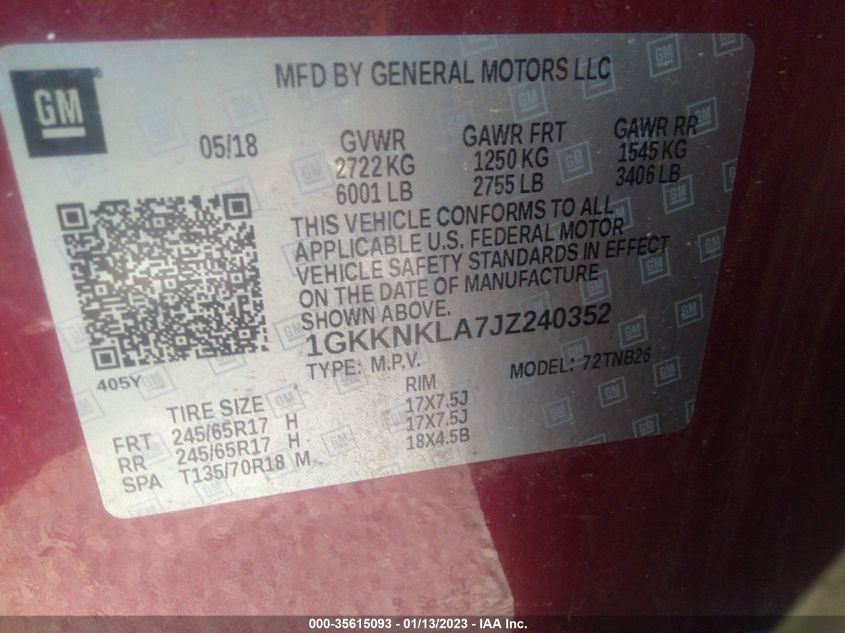 GM
MFD BY GENERAL MOTORS LLC
05/18 GVWR GAWR FRT GAWR RR
2722 KG 1250 KG 1545 KG
6001 LB 2755 LB 3406 LB
THIS VEHICLE CONFORMS TO ALL
APPLICABLE U.S. FEDERAL MOTOR
VEHICLE SAFETY STANDARDS IN EFFECT
ON THE DATE OF MANUFACTURE
SHOWN ABOVE.
1GKKNKLA7JZ240352
405Y TYPE: M.P.V. MODEL: 72TNB26
TIRE SIZE RIM
FRT 245/65R17 H 17X7.5J
RR 245/65R17 H 17X7.5J
SPA T135/70R18 M 18X4.5B
000-35615093 - 01/13/2023 - IAA Inc.